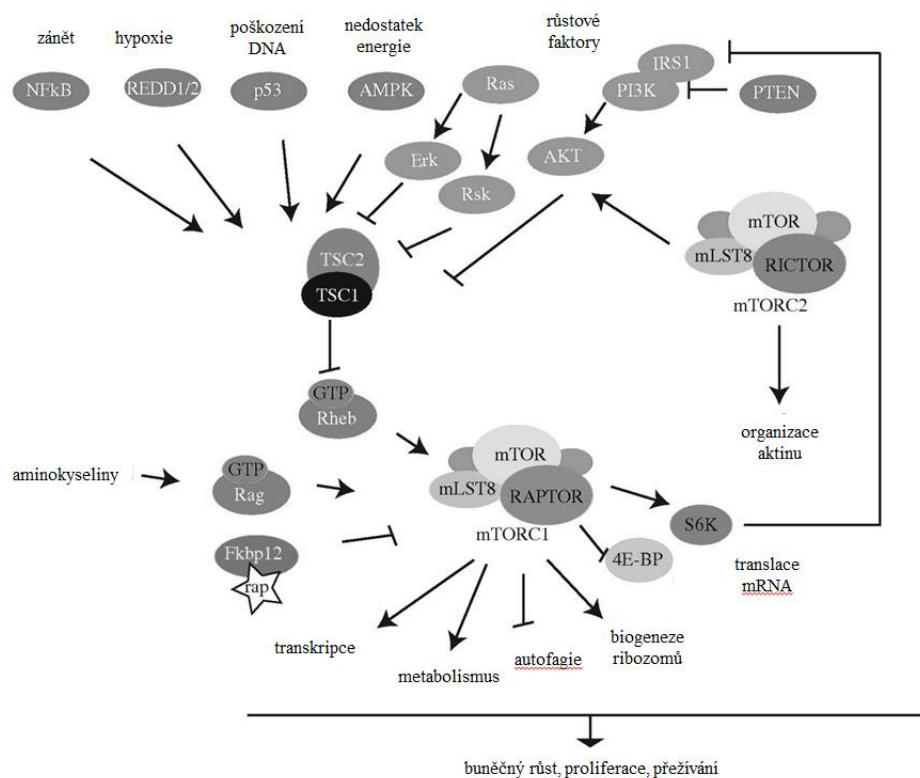 zánět
hypoxie
poškození
DNA
nedostatek
energie
růstové
faktory
NFkB
REDD1/2
p53
AMPK
Ras
IRS1
PI3K
PTEN
Erk
Rsk
AKT
TSC2
TSC1
mTOR
mLST8
RICTOR
mTORC2
GTP
Rheb
organizace
aktinu
aminokyseliny
GTP
Rag
mTOR
mLST8
RAPTOR
mTORC1
S6K
4E-BP
translace
mRNA
Fkbp12
rap
transkripce
metabolismus
autofagie
biogeneze
ribozomů
buněčný růst, proliferace, přežívání